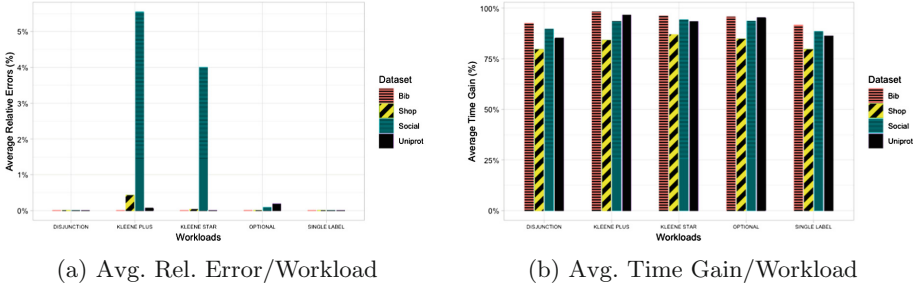 Average Relative Errors (%)
5%
4%
3%
2%
1%
0%
DISJUNCTION KLEENE PLUS KLEENE STAR OPTIONAL SINGLE LABEL
Workloads
Dataset
Bib
Shop
Social
Uniprot
(a) Avg. Rel. Error/Workload
Average Time Gain (%)
100%
75%
50%
25%
0%
DISJUNCTION KLEENE PLUS KLEENE STAR OPTIONAL SINGLE LABEL
Workloads
Dataset
Bib
Shop
Social
Uniprot
(b) Avg. Time Gain/Workload